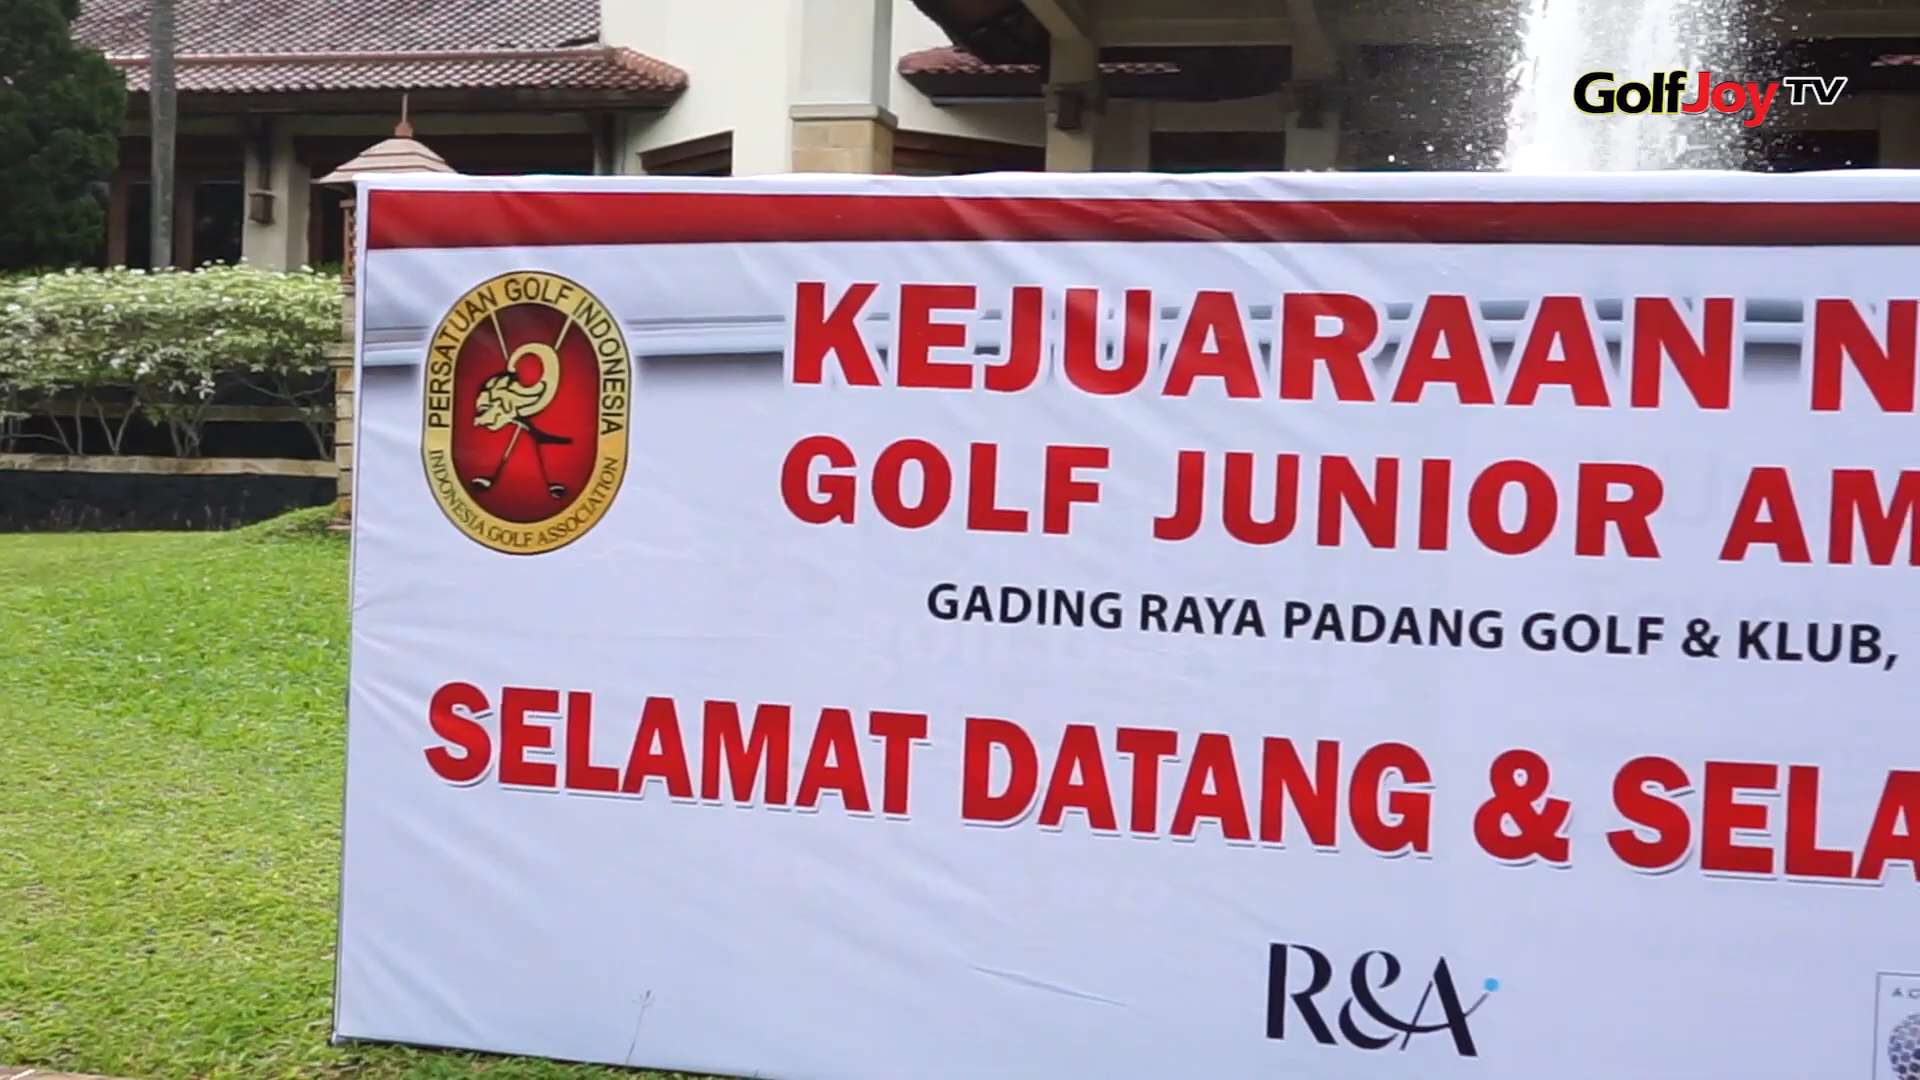 GolfJoy TV
PERSATUAN GOLF INDONESIA
INDONESIA GOLF ASSOCIATION
KEJUARAAN N
GOLF JUNIOR AM
GADING RAYA PADANG GOLF & KLUB,
SELAMAT DATANG & SELA
R&A